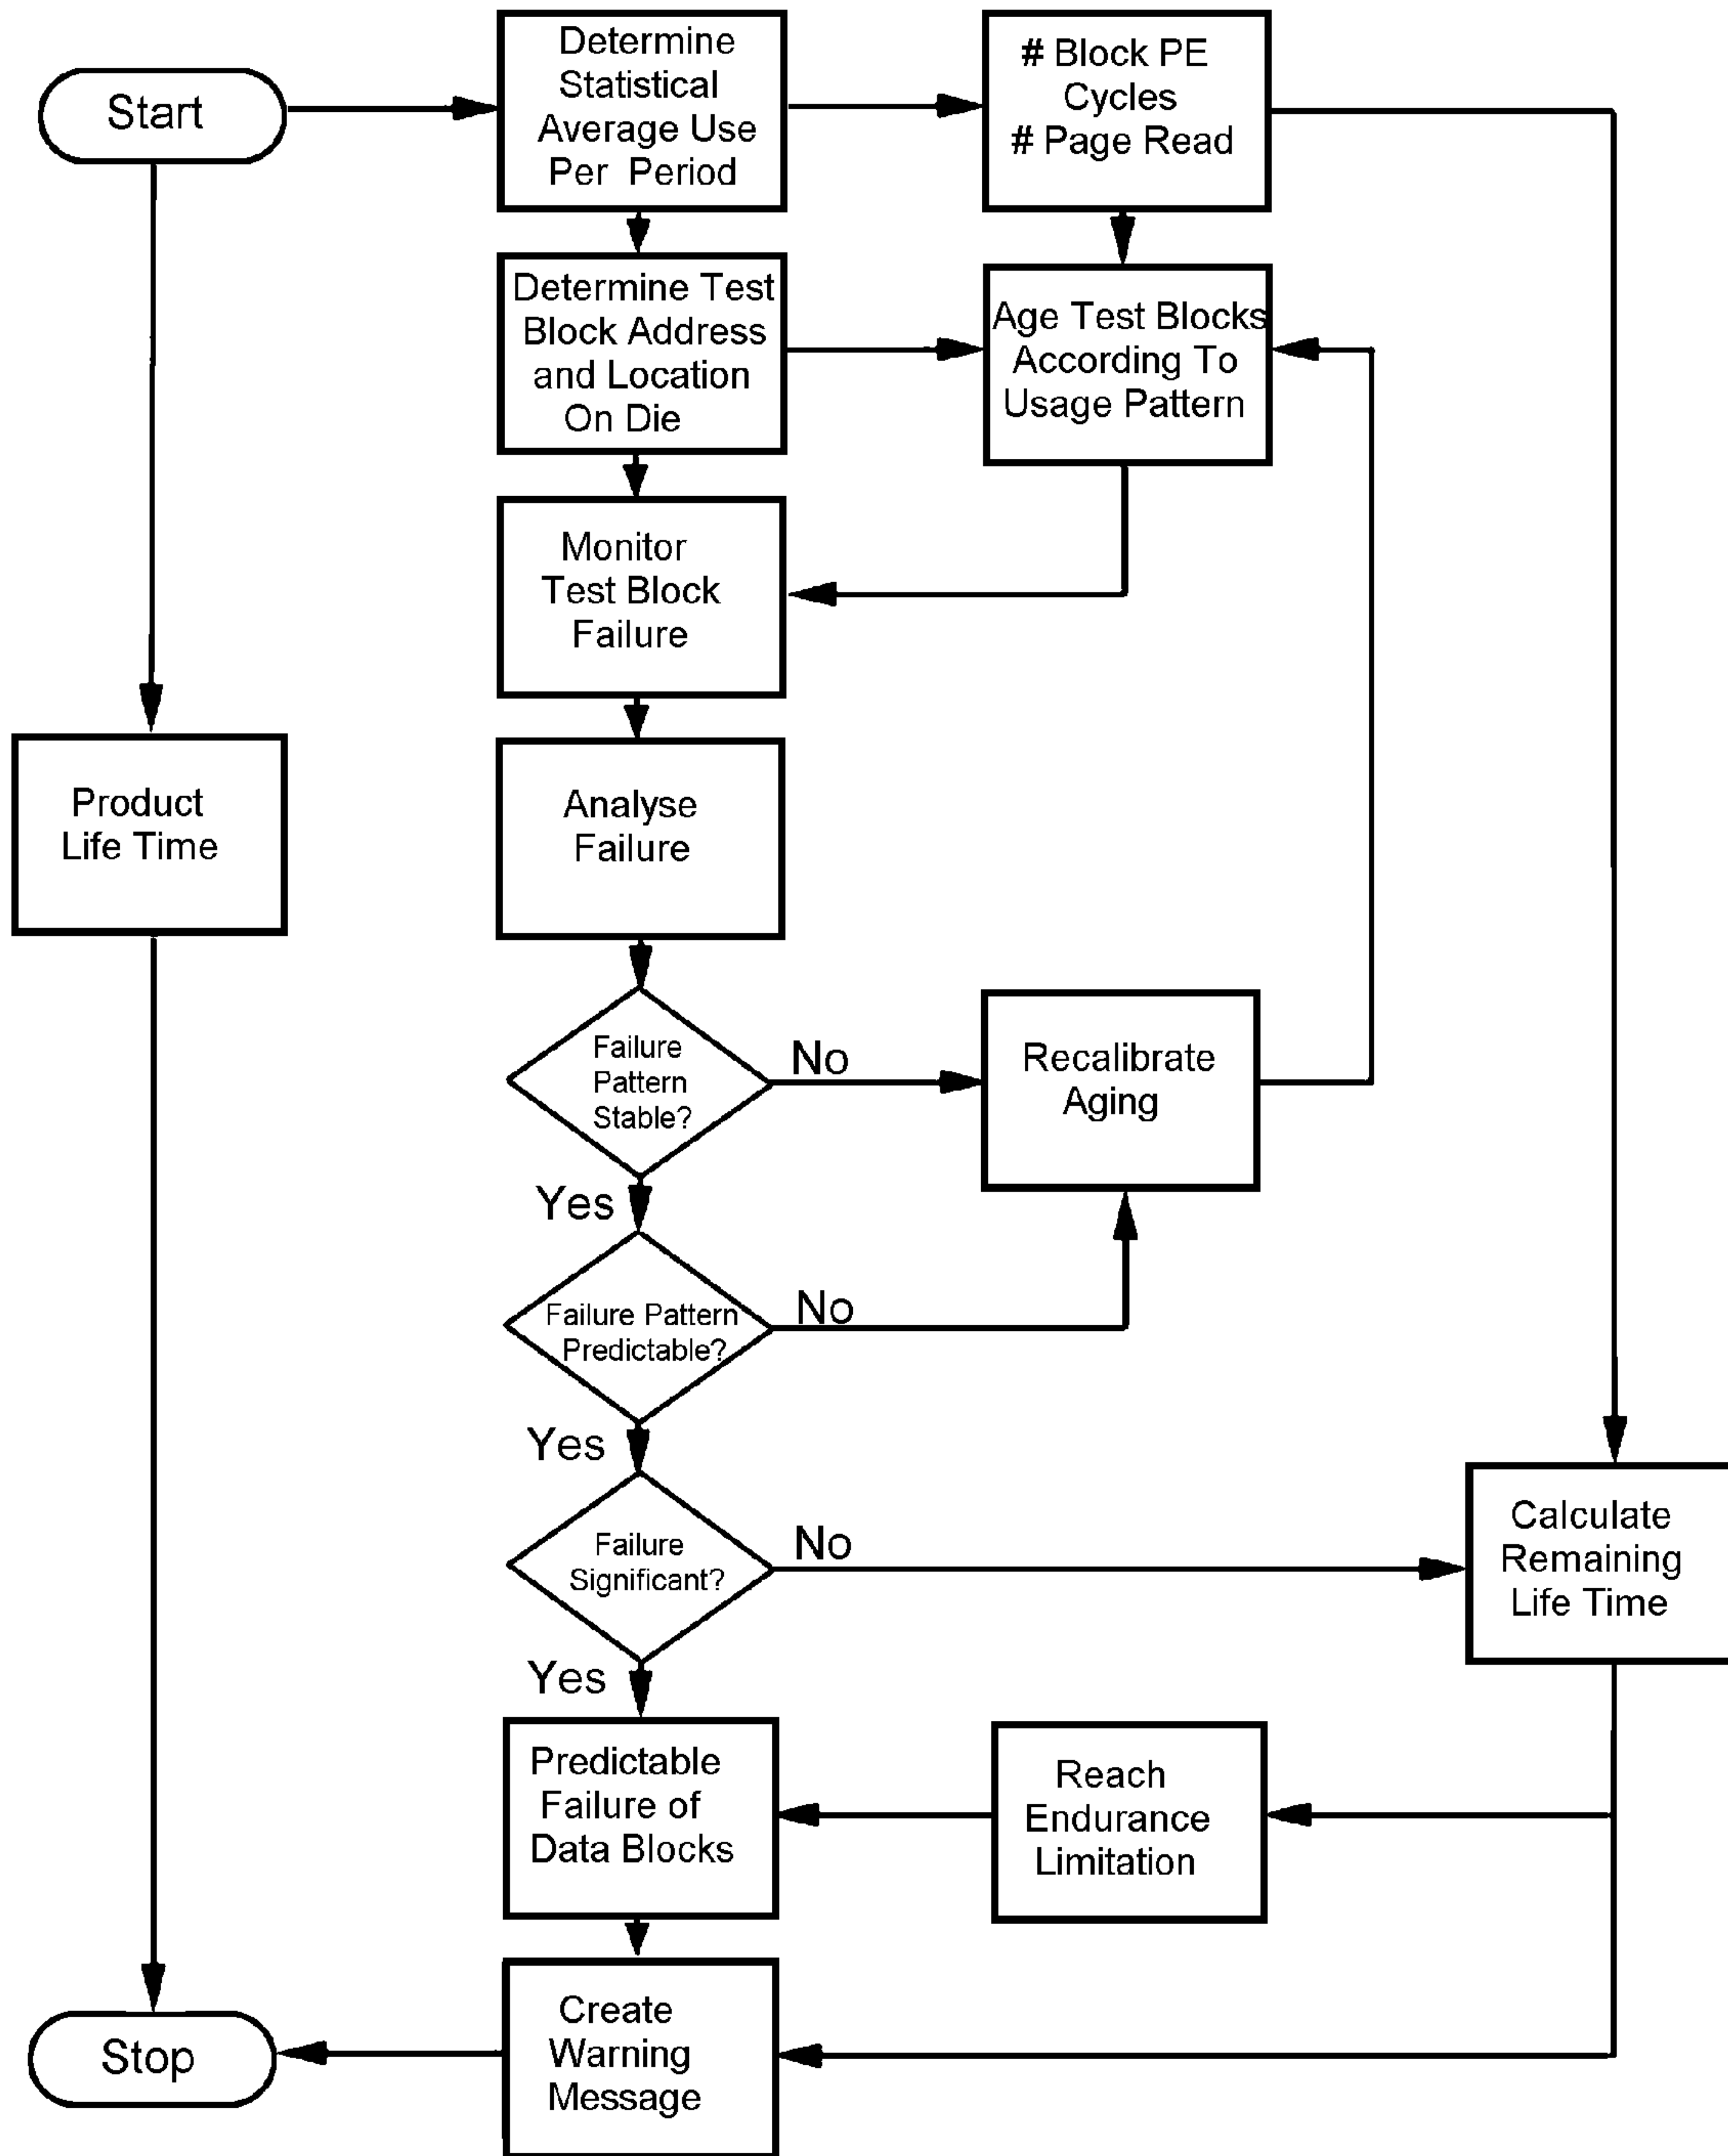 Start
Determine
Statistical
Average Use
Per Period
# Block PE
Cycles
# Page Read
Determine Test
Block Address
and Location
On Die
Age Test Blocks
According To
Usage Pattern
Monitor
Test Block
Failure
Product
Life Time
Analyse
Failure
Failure
Pattern
Stable?
No
Recalibrate
Aging
Yes
Failure Pattern
Predictable?
No
Yes
Failure
Significant?
No
Calculate
Remaining
Life Time
Yes
Predictable
Failure of
Data Blocks
Reach
Endurance
Limitation
Create
Warning
Message
Stop